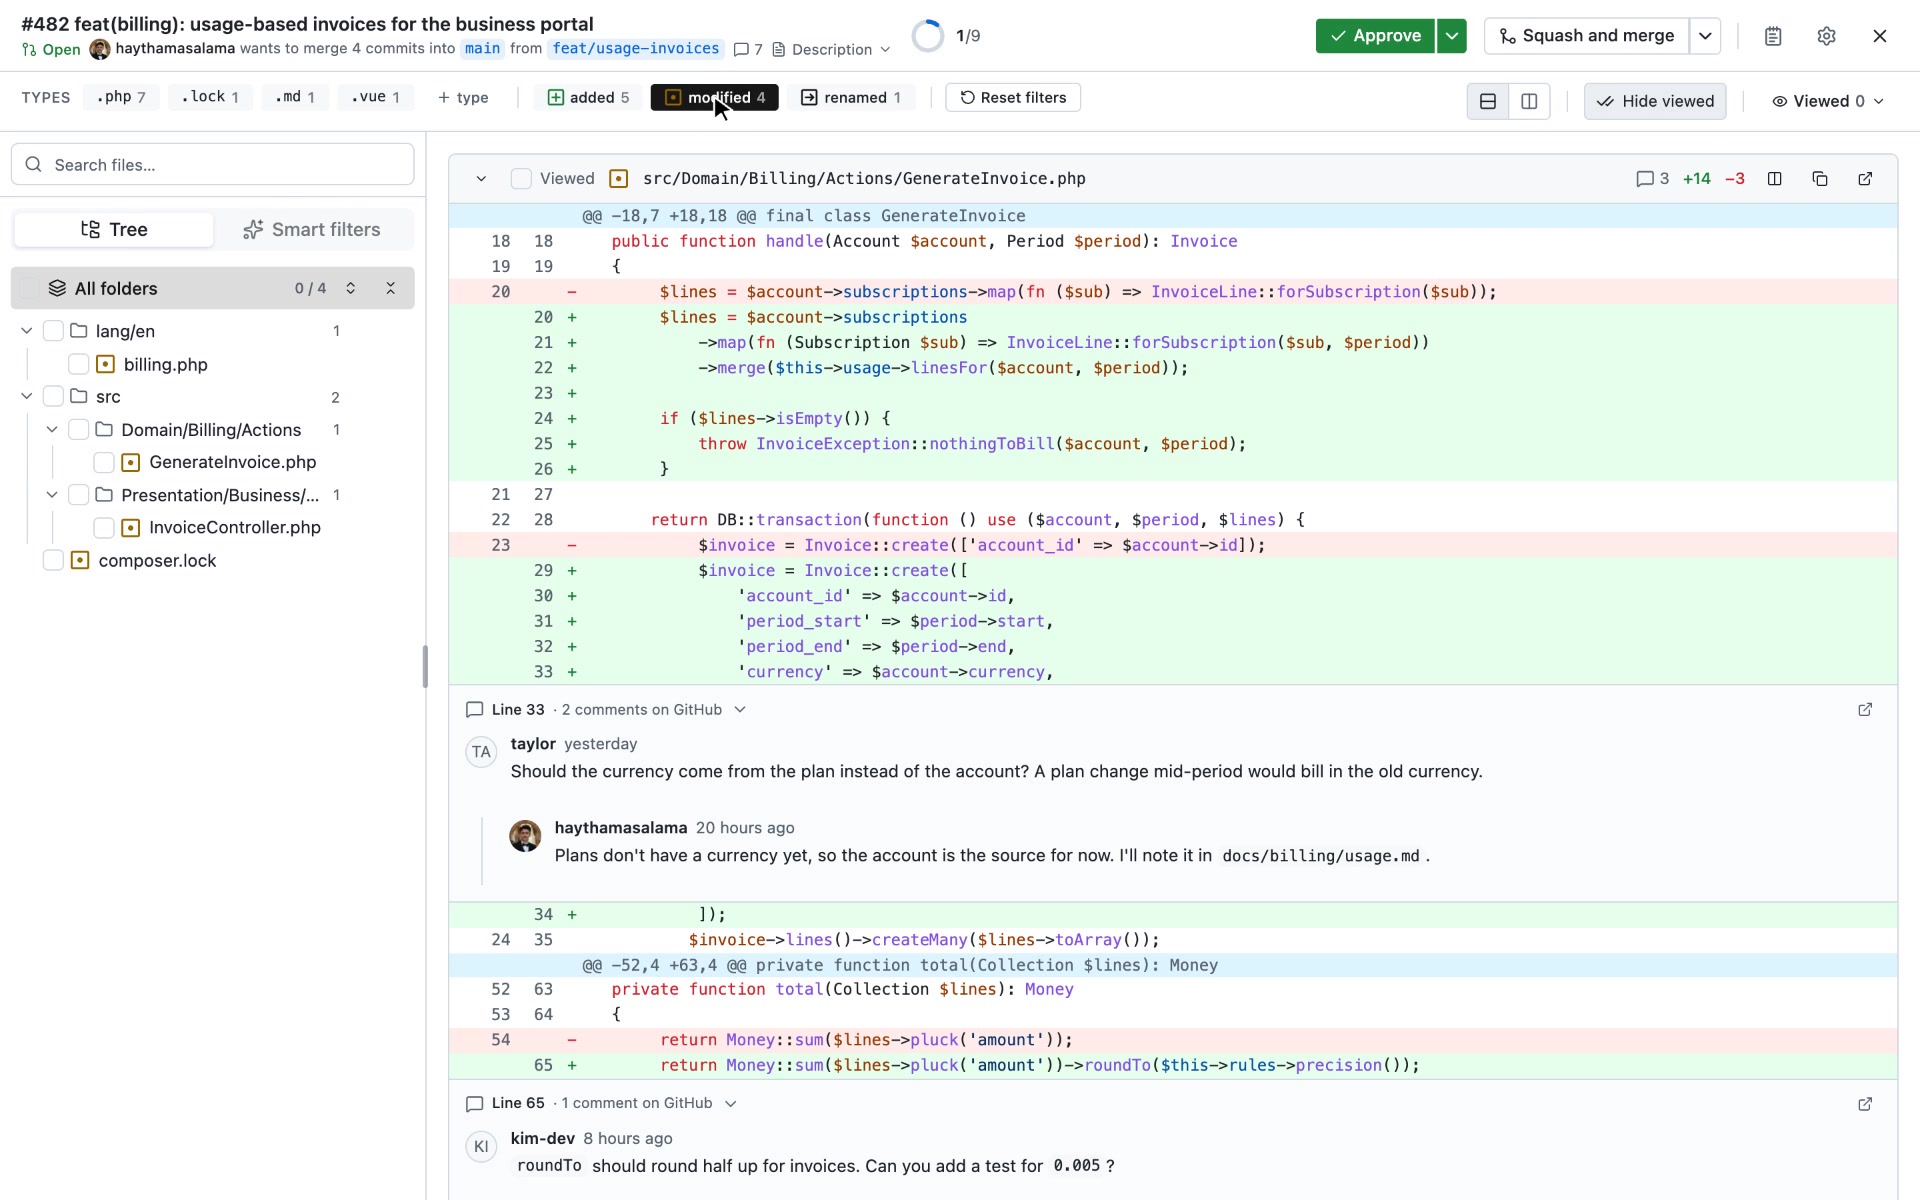 #482 feat(billing): usage-based invoices for the business portal
Open haythamasalama wants to merge 4 commits into main from feat/usage-invoices 7 Description
1/9
Approve
Squash and merge
TYPES .php 7 .lock 1 .md 1 .vue 1 + type added 5 modified 4 renamed 1 Reset filters
Hide viewed
Viewed 0
Search files...
Tree
Smart filters
All folders 0 / 4
lang/en 1
billing.php
src 2
Domain/Billing/Actions 1
GenerateInvoice.php
Presentation/Business/... 1
InvoiceController.php
composer.lock
Viewed src/Domain/Billing/Actions/GenerateInvoice.php 3 +14 −3
@@ −18,7 +18,18 @@ final class GenerateInvoice
18 18 public function handle(Account $account, Period $period): Invoice
19 19 {
20 − $lines = $account->subscriptions->map(fn ($sub) => InvoiceLine::forSubscription($sub));
20 + $lines = $account->subscriptions
21 + ->map(fn (Subscription $sub) => InvoiceLine::forSubscription($sub, $period))
22 + ->merge($this->usage->linesFor($account, $period));
23 +
24 + if ($lines->isEmpty()) {
25 + throw InvoiceException::nothingToBill($account, $period);
26 + }
21 27
22 28 return DB::transaction(function () use ($account, $period, $lines) {
23 − $invoice = Invoice::create(['account_id' => $account->id]);
29 + $invoice = Invoice::create([
30 + 'account_id' => $account->id,
31 + 'period_start' => $period->start,
32 + 'period_end' => $period->end,
33 + 'currency' => $account->currency,
Line 33 · 2 comments on GitHub
TA taylor yesterday
Should the currency come from the plan instead of the account? A plan change mid-period would bill in the old currency.
haythamasalama 20 hours ago
Plans don't have a currency yet, so the account is the source for now. I'll note it in docs/billing/usage.md .
34 + ]);
24 35 $invoice->lines()->createMany($lines->toArray());
@@ −52,4 +63,4 @@ private function total(Collection $lines): Money
52 63 private function total(Collection $lines): Money
53 64 {
54 − return Money::sum($lines->pluck('amount'));
65 + return Money::sum($lines->pluck('amount'))->roundTo($this->rules->precision());
Line 65 · 1 comment on GitHub
KI kim-dev 8 hours ago
roundTo should round half up for invoices. Can you add a test for 0.005 ?